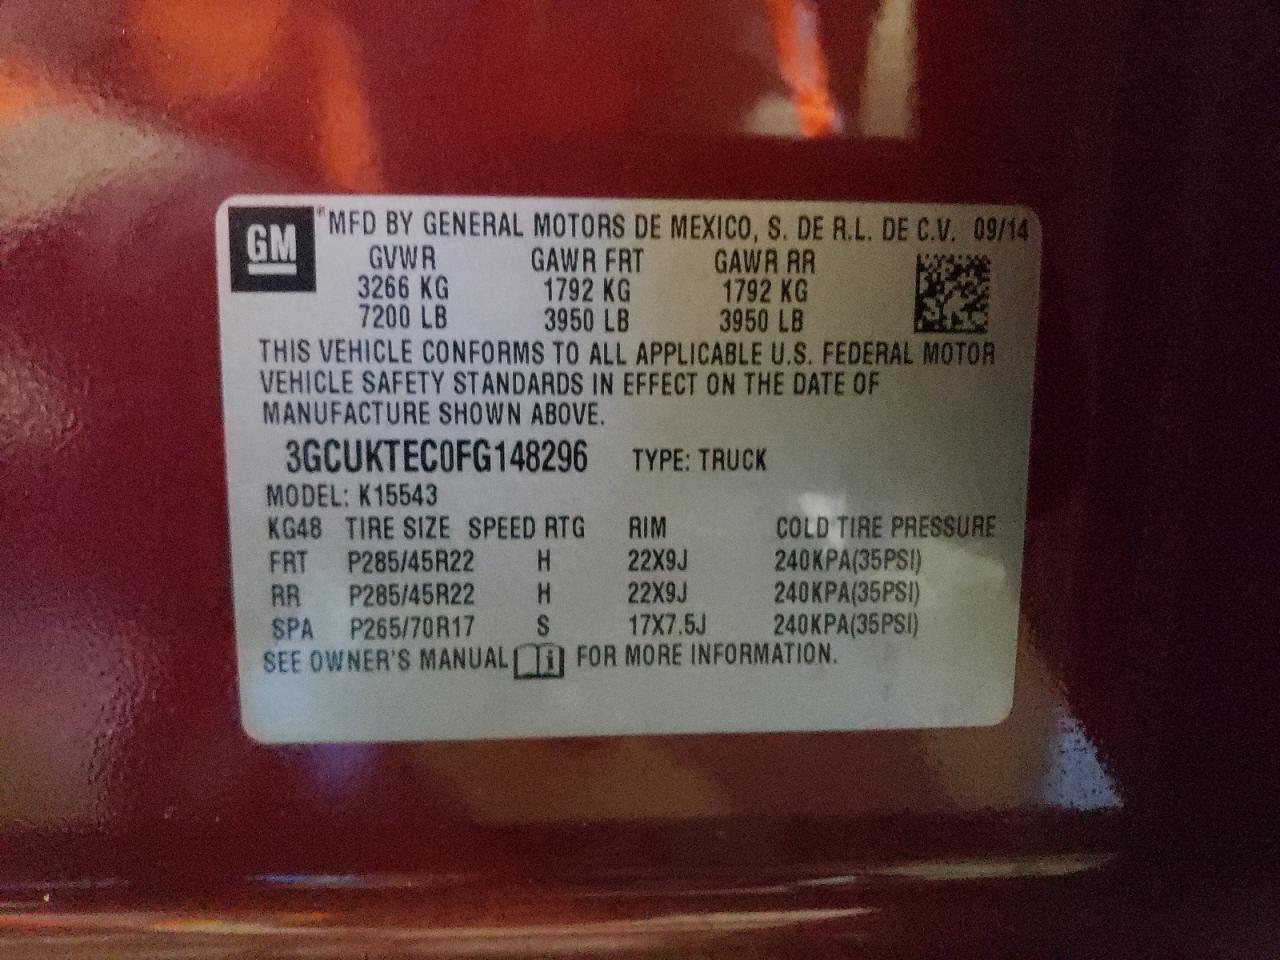 GM ® MFD BY GENERAL MOTORS DE MEXICO, S. DE R.L. DE C.V. 09/14
GVWR GAWR FRT GAWR RR
3266 KG 1792 KG 1792 KG
7200 LB 3950 LB 3950 LB
THIS VEHICLE CONFORMS TO ALL APPLICABLE U.S. FEDERAL MOTOR
VEHICLE SAFETY STANDARDS IN EFFECT ON THE DATE OF
MANUFACTURE SHOWN ABOVE.
3GCUKTEC0FG148296 TYPE: TRUCK
MODEL: K15543
KG48 TIRE SIZE SPEED RTG RIM COLD TIRE PRESSURE
FRT P285/45R22 H 22X9J 240KPA(35PSI)
RR P285/45R22 H 22X9J 240KPA(35PSI)
SPA P265/70R17 S 17X7.5J 240KPA(35PSI)
SEE OWNER'S MANUAL i FOR MORE INFORMATION.